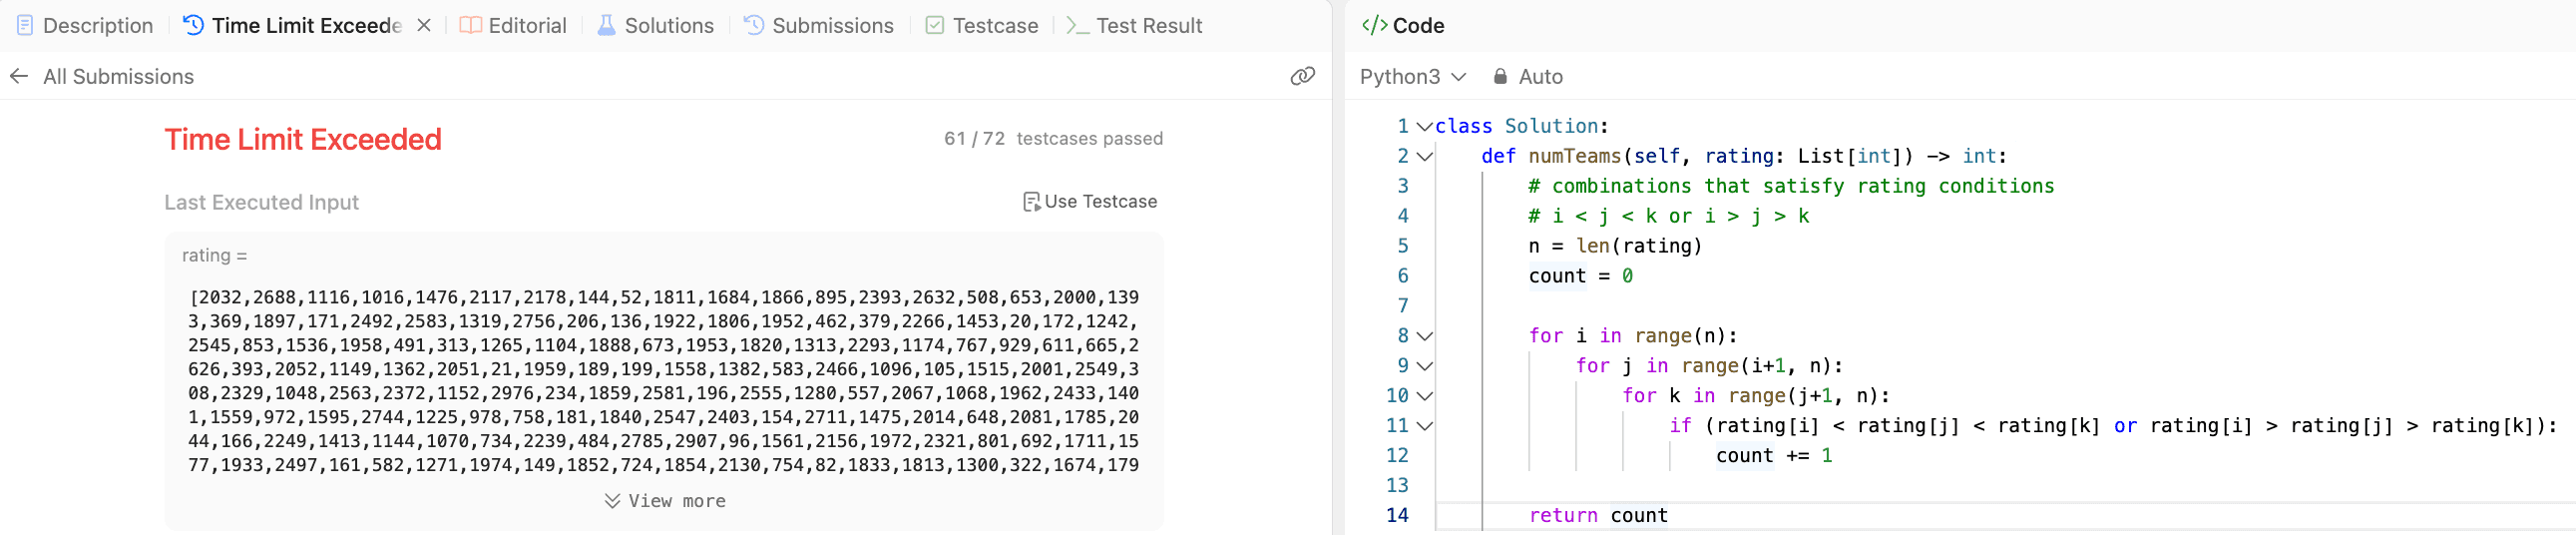 Description
Time Limit Exceede
Editorial
Solutions
Submissions
Testcase
Test Result
All Submissions
Time Limit Exceeded
61 / 72 testcases passed
Last Executed Input
Use Testcase
rating =
[2032,2688,1116,1016,1476,2117,2178,144,52,1811,1684,1866,895,2393,2632,508,653,2000,139
3,369,1897,171,2492,2583,1319,2756,206,136,1922,1806,1952,462,379,2266,1453,20,172,1242,
2545,853,1536,1958,491,313,1265,1104,1888,673,1953,1820,1313,2293,1174,767,929,611,665,2
626,393,2052,1149,1362,2051,21,1959,189,199,1558,1382,583,2466,1096,105,1515,2001,2549,3
08,2329,1048,2563,2372,1152,2976,234,1859,2581,196,2555,1280,557,2067,1068,1962,2433,140
1,1559,972,1595,2744,1225,978,758,181,1840,2547,2403,154,2711,1475,2014,648,2081,1785,20
44,166,2249,1413,1144,1070,734,2239,484,2785,2907,96,1561,2156,1972,2321,801,692,1711,15
77,1933,2497,161,582,1271,1974,149,1852,724,1854,2130,754,82,1833,1813,1300,322,1674,179
View more
</> Code
Python3
Auto
1 class Solution:
2     def numTeams(self, rating: List[int]) -> int:
3         # combinations that satisfy rating conditions
4         # i < j < k or i > j > k
5         n = len(rating)
6         count = 0
7
8         for i in range(n):
9             for j in range(i+1, n):
10                 for k in range(j+1, n):
11                     if (rating[i] < rating[j] < rating[k] or rating[i] > rating[j] > rating[k]):
12                         count += 1
13
14         return count